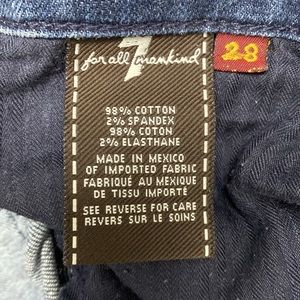 7
for all mankind
28
98% COTTON
2% SPANDEX
98% COTON
2% ELASTHANE
MADE IN MEXICO
OF IMPORTED FABRIC
FABRIQUÉ AU MEXIQUE
DE TISSU IMPORTÉ
SEE REVERSE FOR CARE
REVERS SUR LE SOINS